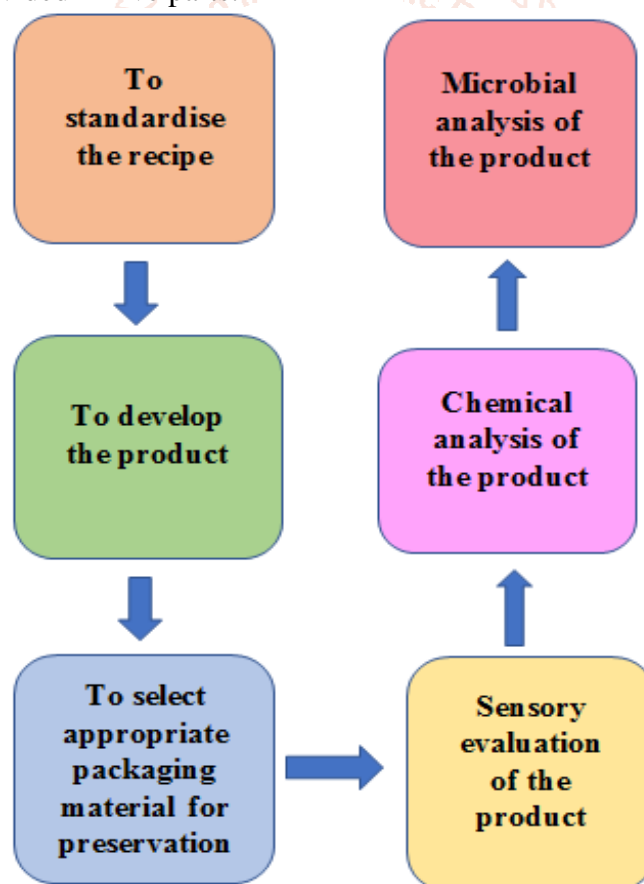 To
standardise
the recipe
To develop
the product
To select
appropriate
packaging
material for
preservation
Sensory
evaluation
of the
product
Chemical
analysis of
the product
Microbial
analysis of
the product